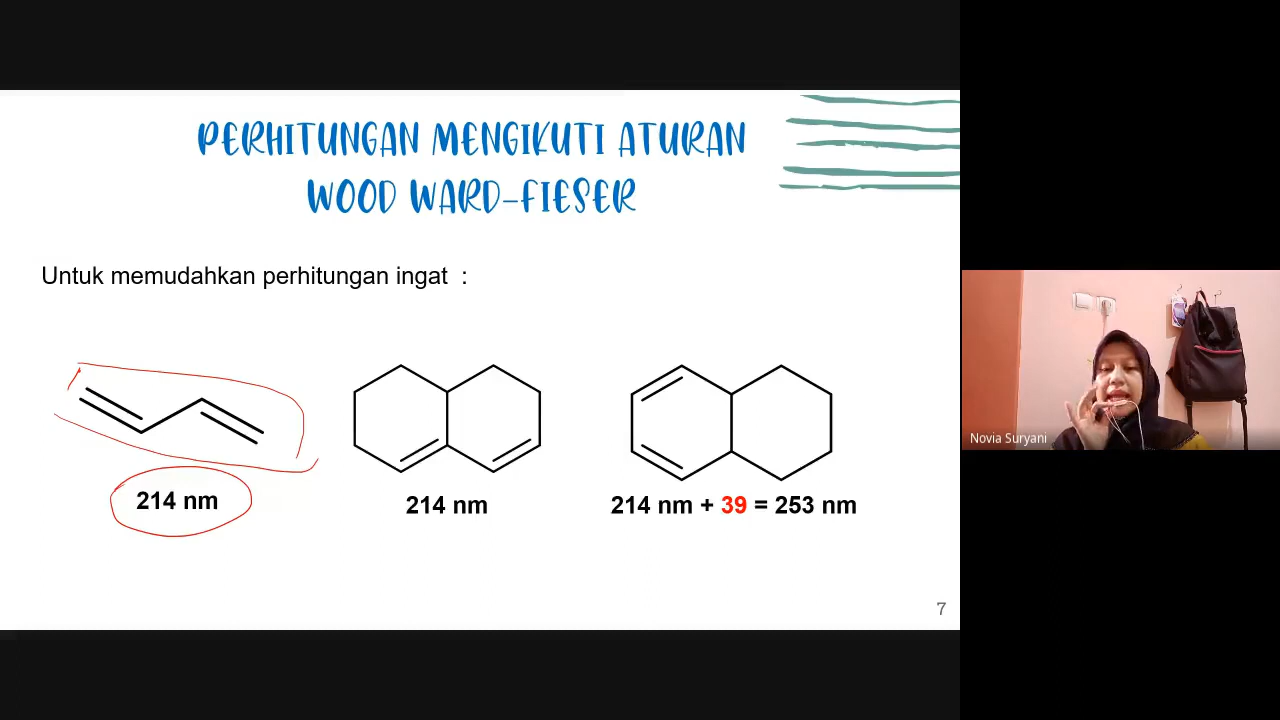 PERHITUNGAN MENGIKUTI ATURAN
WOOD WARD-FIESER
Untuk memudahkan perhitungan ingat :
214 nm
214 nm
214 nm + 39 = 253 nm
7
Novia Suryani